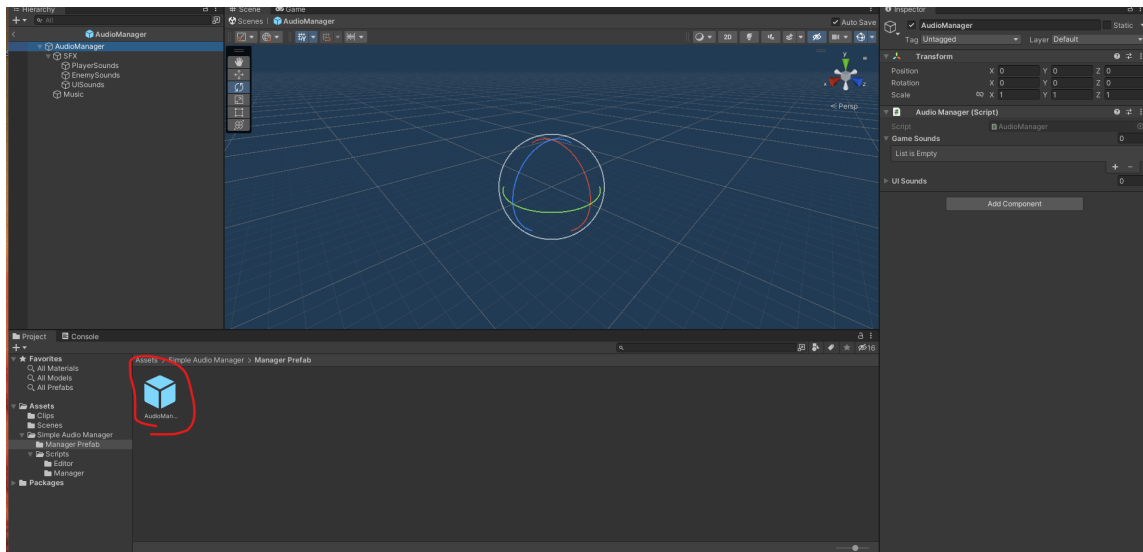 Hierarchy
Scene
Game
Inspector
All
Scenes
AudioManager
Auto Save
AudioManager
AudioManager
SFX
PlayerSounds
EnemySounds
UISounds
Music
2D
y
x
z
Persp
AudioManager
Static
Tag Untagged
Layer Default
Transform
Position X 0 Y 0 Z 0
Rotation X 0 Y 0 Z 0
Scale X 1 Y 1 Z 1
Audio Manager (Script)
Script AudioManager
Game Sounds 0
List is Empty
UI Sounds 0
Add Component
Project
Console
16
Favorites
All Materials
All Models
All Prefabs
Assets
Clips
Scenes
Simple Audio Manager
Manager Prefab
Scripts
Editor
Manager
Packages
Assets > Simple Audio Manager > Manager Prefab
AudioMan...